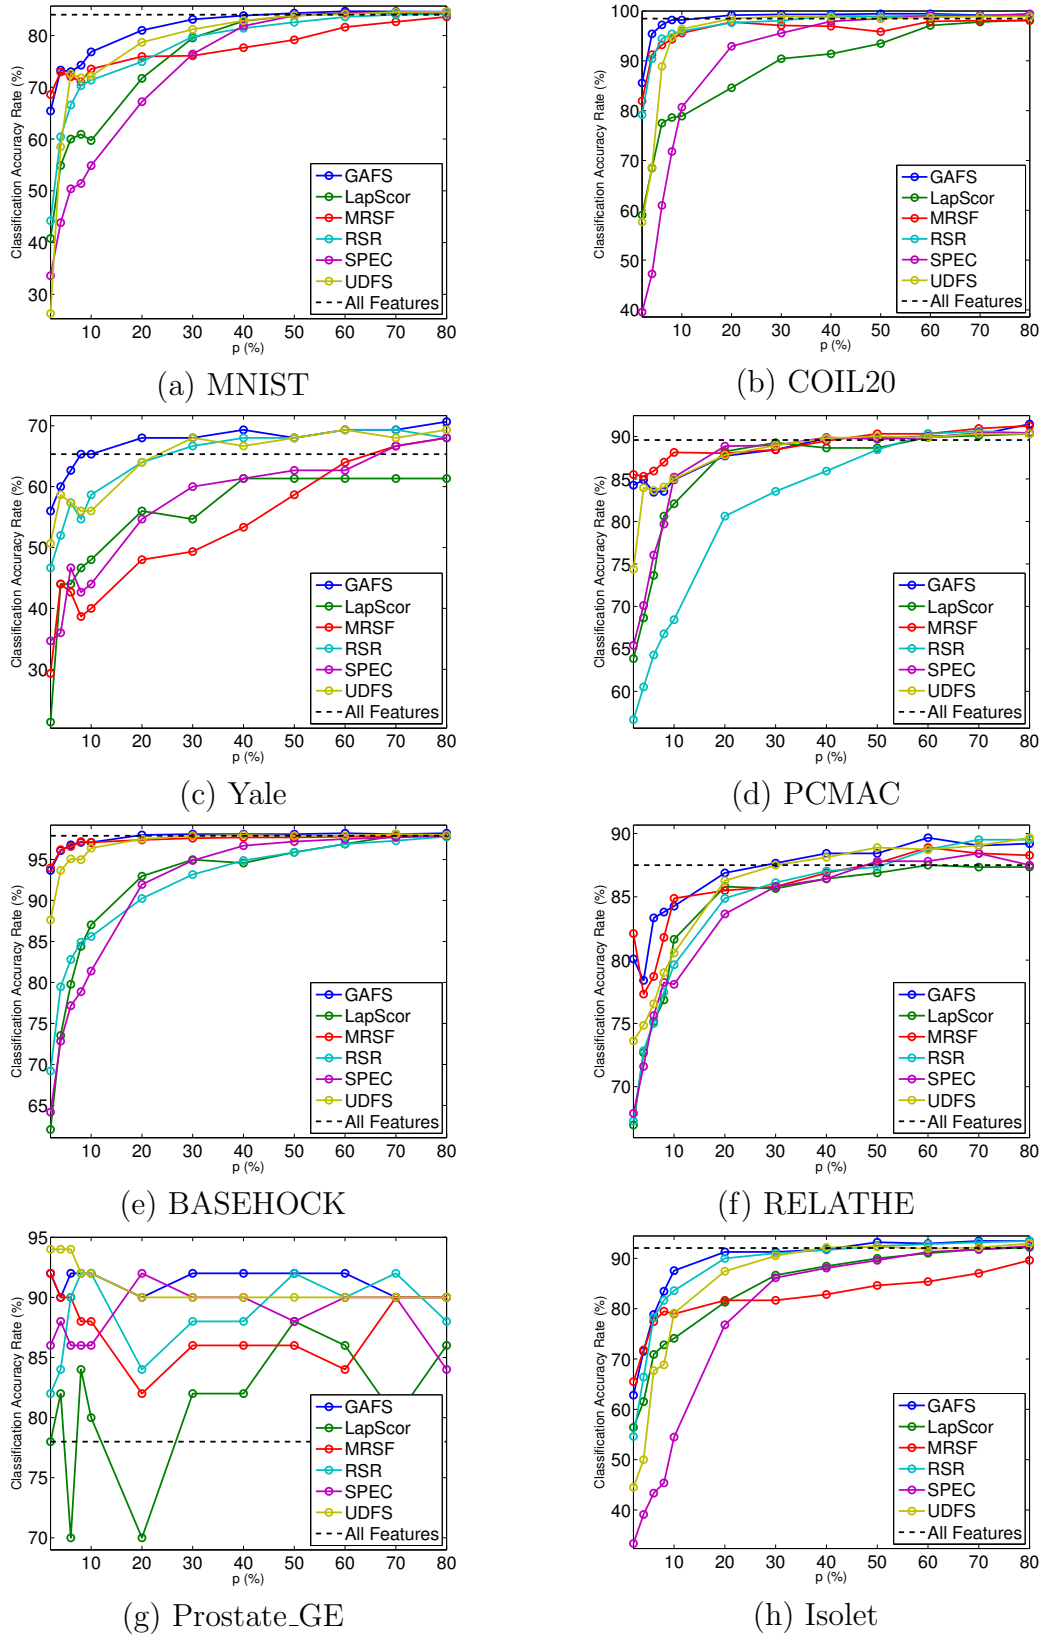 Classification Accuracy Rate (%)
80
70
60
50
40
30
10 20 30 40 50 60 70 80
p (%)
GAFS
LapScor
MRSF
RSR
SPEC
UDFS
All Features
(a) MNIST
Classification Accuracy Rate (%)
100
90
80
70
60
50
40
10 20 30 40 50 60 70 80
p (%)
GAFS
LapScor
MRSF
RSR
SPEC
UDFS
All Features
(b) COIL20
Classification Accuracy Rate (%)
70
60
50
40
30
10 20 30 40 50 60 70 80
p (%)
GAFS
LapScor
MRSF
RSR
SPEC
UDFS
All Features
(c) Yale
Classification Accuracy Rate (%)
90
85
80
75
70
65
60
10 20 30 40 50 60 70 80
p (%)
GAFS
LapScor
MRSF
RSR
SPEC
UDFS
All Features
(d) PCMAC
Classification Accuracy Rate (%)
95
90
85
80
75
70
65
10 20 30 40 50 60 70 80
p (%)
GAFS
LapScor
MRSF
RSR
SPEC
UDFS
All Features
(e) BASEHOCK
Classification Accuracy Rate (%)
90
85
80
75
70
10 20 30 40 50 60 70 80
p (%)
GAFS
LapScor
MRSF
RSR
SPEC
UDFS
All Features
(f) RELATHE
Classification Accuracy Rate (%)
95
90
85
80
75
70
10 20 30 40 50 60 70 80
p (%)
GAFS
LapScor
MRSF
RSR
SPEC
UDFS
All Features
(g) Prostate_GE
Classification Accuracy Rate (%)
90
80
70
60
50
40
10 20 30 40 50 60 70 80
p (%)
GAFS
LapScor
MRSF
RSR
SPEC
UDFS
All Features
(h) Isolet